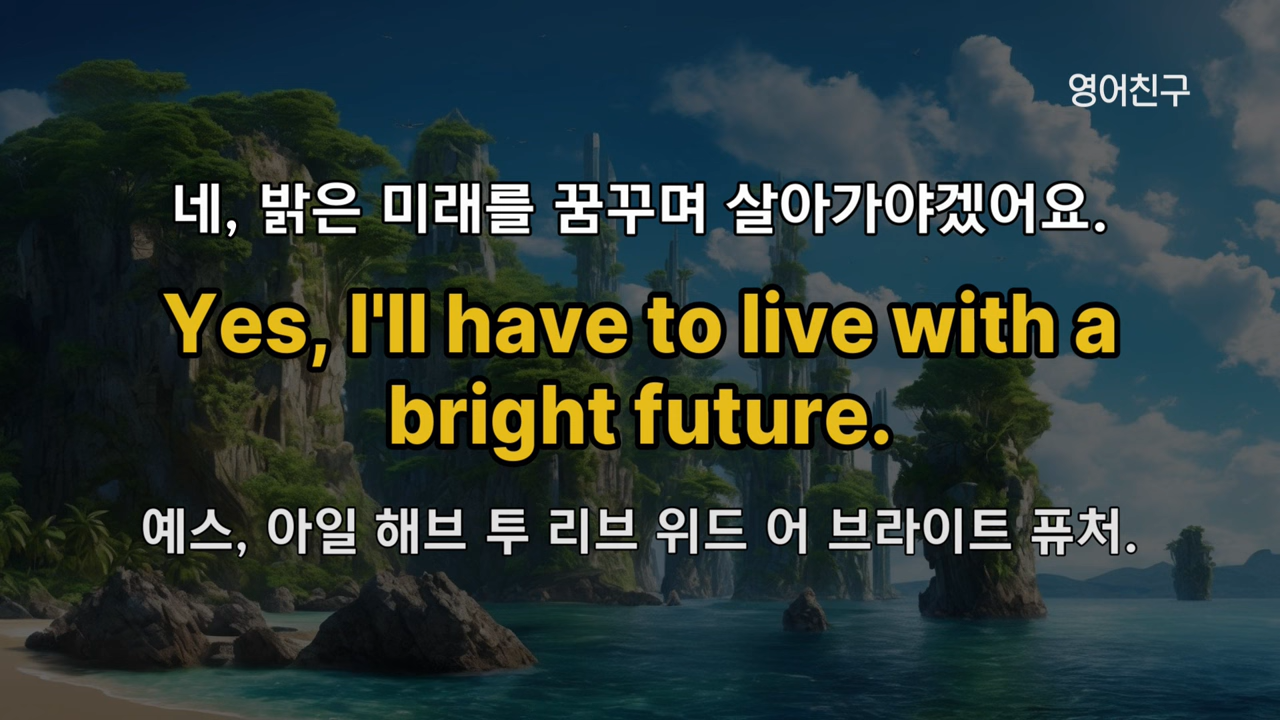 영어친구
네, 밝은 미래를 꿈꾸며 살아가야겠어요.
Yes, I'll have to live with a
bright future.
예스, 아일 해브 투 리브 위드 어 브라이트 퓨처.